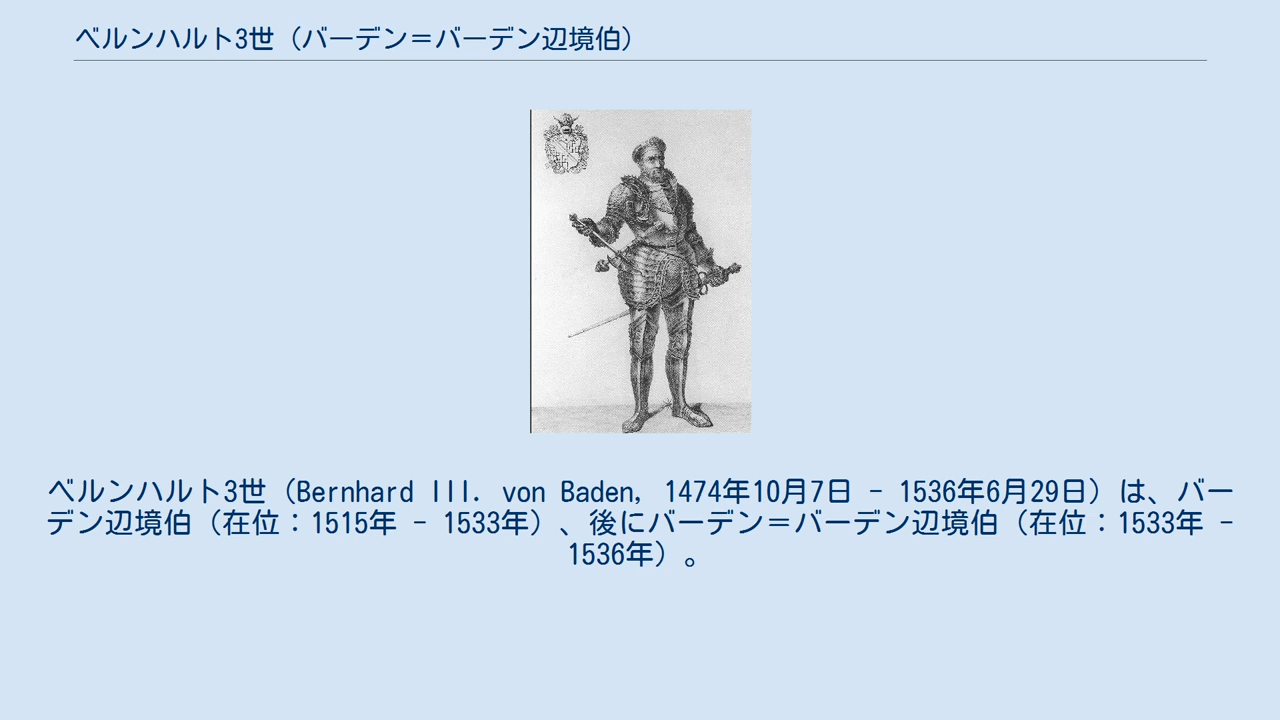 ベルンハルト3世（バーデン＝バーデン辺境伯）
ベルンハルト3世（Bernhard III. von Baden, 1474年10月7日 - 1536年6月29日）は、バー
デン辺境伯（在位：1515年 - 1533年）、後にバーデン＝バーデン辺境伯（在位：1533年 -
1536年）。